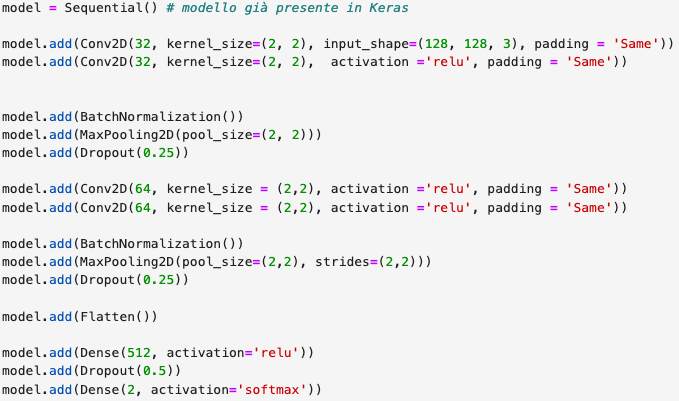 model = Sequential() # modello già presente in Keras
model.add(Conv2D(32, kernel_size=(2, 2), input_shape=(128, 128, 3), padding = 'Same'))
model.add(Conv2D(32, kernel_size=(2, 2),  activation ='relu', padding = 'Same'))
model.add(BatchNormalization())
model.add(MaxPooling2D(pool_size=(2, 2)))
model.add(Dropout(0.25))
model.add(Conv2D(64, kernel_size = (2,2), activation ='relu', padding = 'Same'))
model.add(Conv2D(64, kernel_size = (2,2), activation ='relu', padding = 'Same'))
model.add(BatchNormalization())
model.add(MaxPooling2D(pool_size=(2,2), strides=(2,2)))
model.add(Dropout(0.25))
model.add(Flatten())
model.add(Dense(512, activation='relu'))
model.add(Dropout(0.5))
model.add(Dense(2, activation='softmax'))